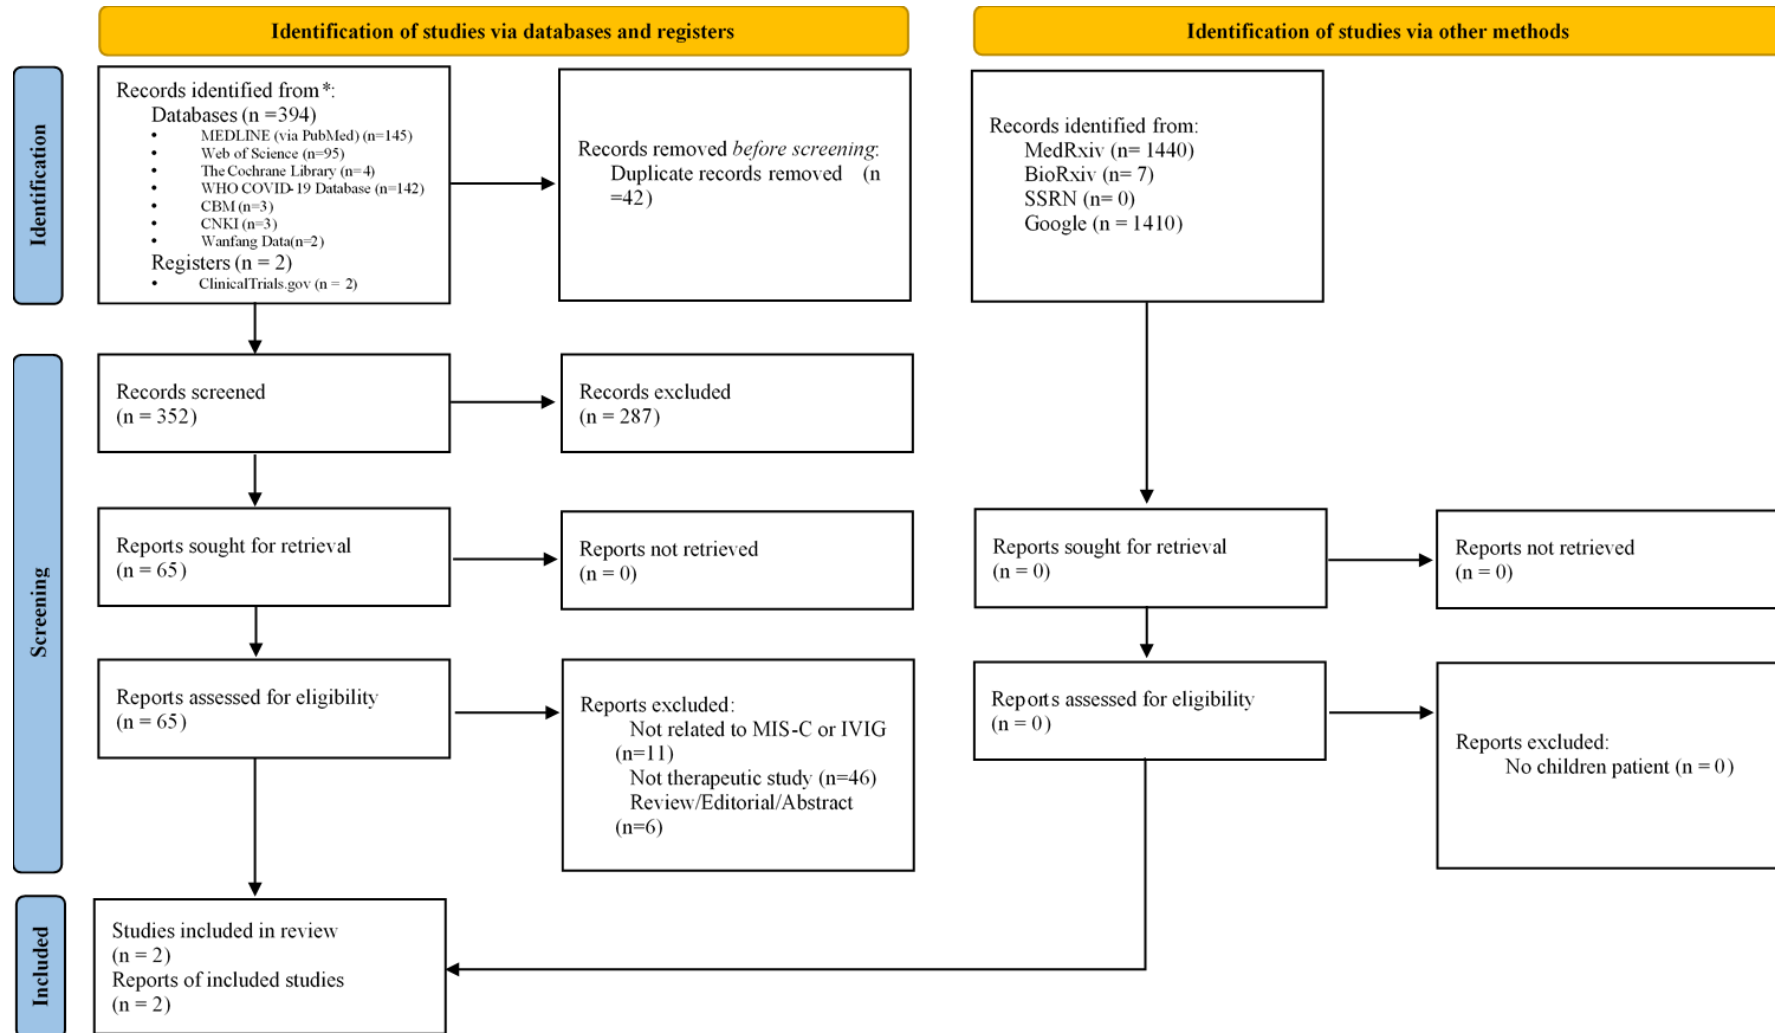 Identification of studies via databases and registers
Identification of studies via other methods
Identification
Records identified from*:
Databases (n =394)
• MEDLINE (via PubMed) (n=145)
• Web of Science (n=95)
• The Cochrane Library (n=4)
• WHO COVID-19 Database (n=142)
• CBM (n=3)
• CNKI (n=3)
• Wanfang Data(n=2)
Registers (n = 2)
• ClinicalTrials.gov (n = 2)
Records removed before screening:
Duplicate records removed (n
=42)
Records identified from:
MedRxiv (n= 1440)
BioRxiv (n= 7)
SSRN (n= 0)
Google (n = 1410)
Screening
Records screened
(n = 352)
Records excluded
(n = 287)
Reports sought for retrieval
(n = 65)
Reports not retrieved
(n = 0)
Reports sought for retrieval
(n = 0)
Reports not retrieved
(n = 0)
Reports assessed for eligibility
(n = 65)
Reports excluded:
Not related to MIS-C or IVIG
(n=11)
Not therapeutic study (n=46)
Review/Editorial/Abstract
(n=6)
Reports assessed for eligibility
(n = 0)
Reports excluded:
No children patient (n = 0)
Included
Studies included in review
(n = 2)
Reports of included studies
(n = 2)